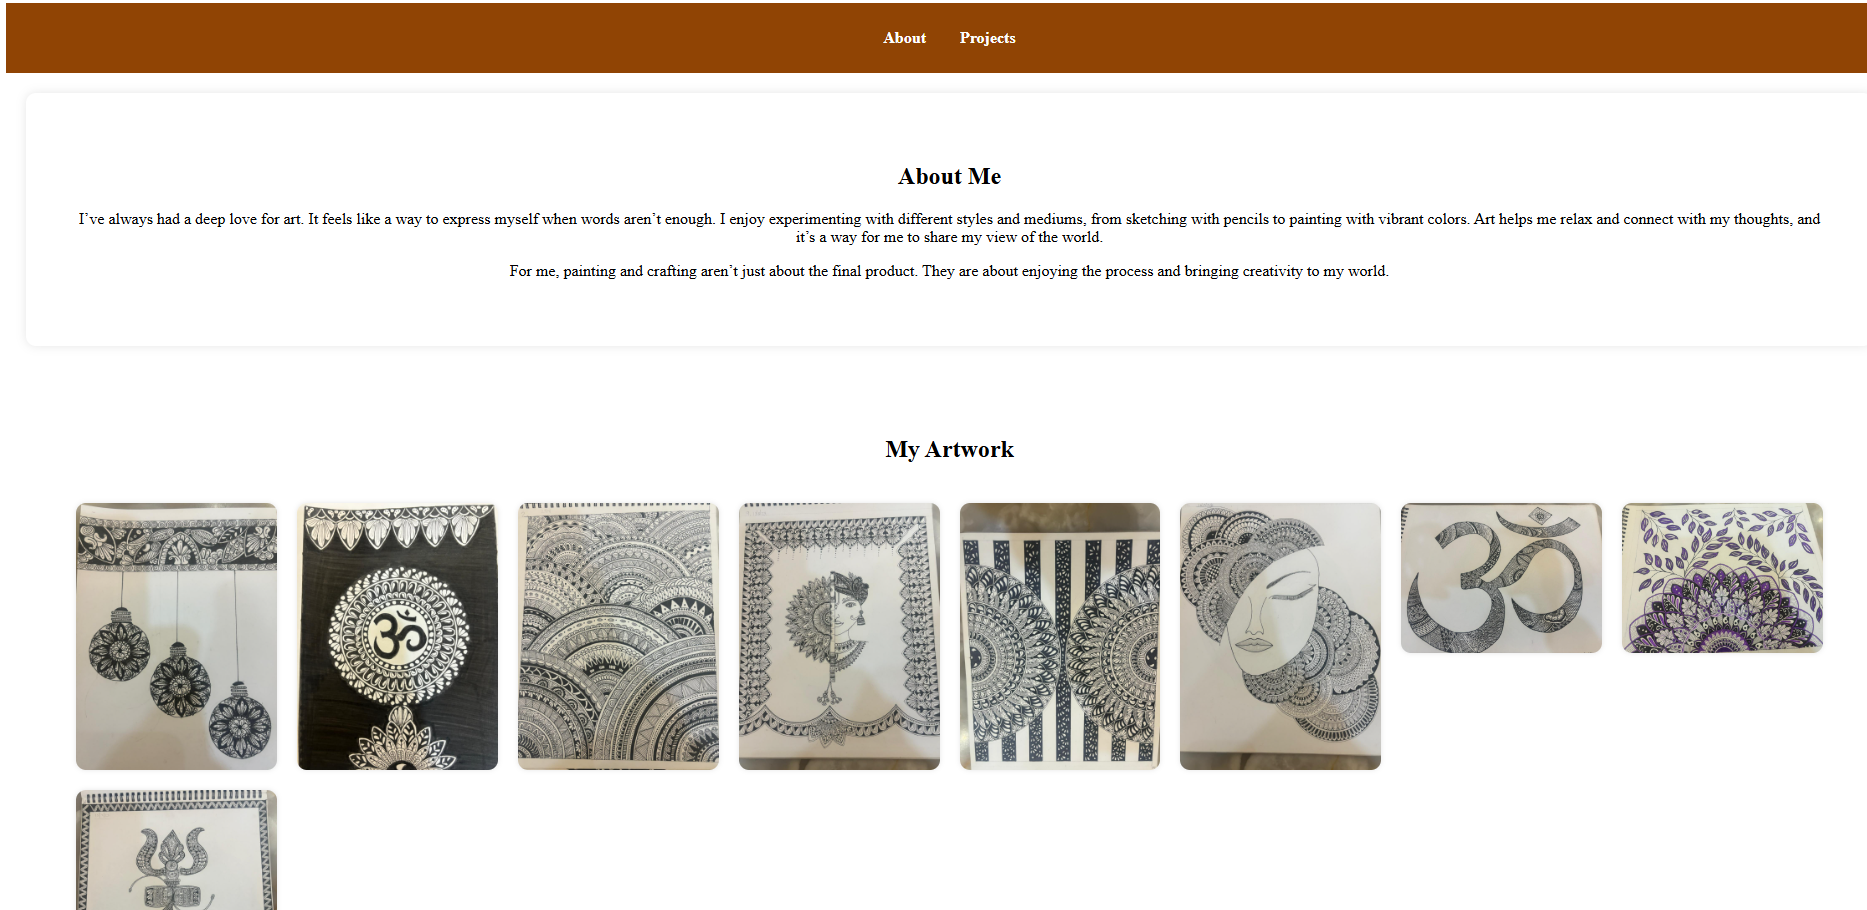 About Projects
About Me
I’ve always had a deep love for art. It feels like a way to express myself when words aren’t enough. I enjoy experimenting with different styles and mediums, from sketching with pencils to painting with vibrant colors. Art helps me relax and connect with my thoughts, and
it’s a way for me to share my view of the world.
For me, painting and crafting aren’t just about the final product. They are about enjoying the process and bringing creativity to my world.
My Artwork
ॐ ॐ